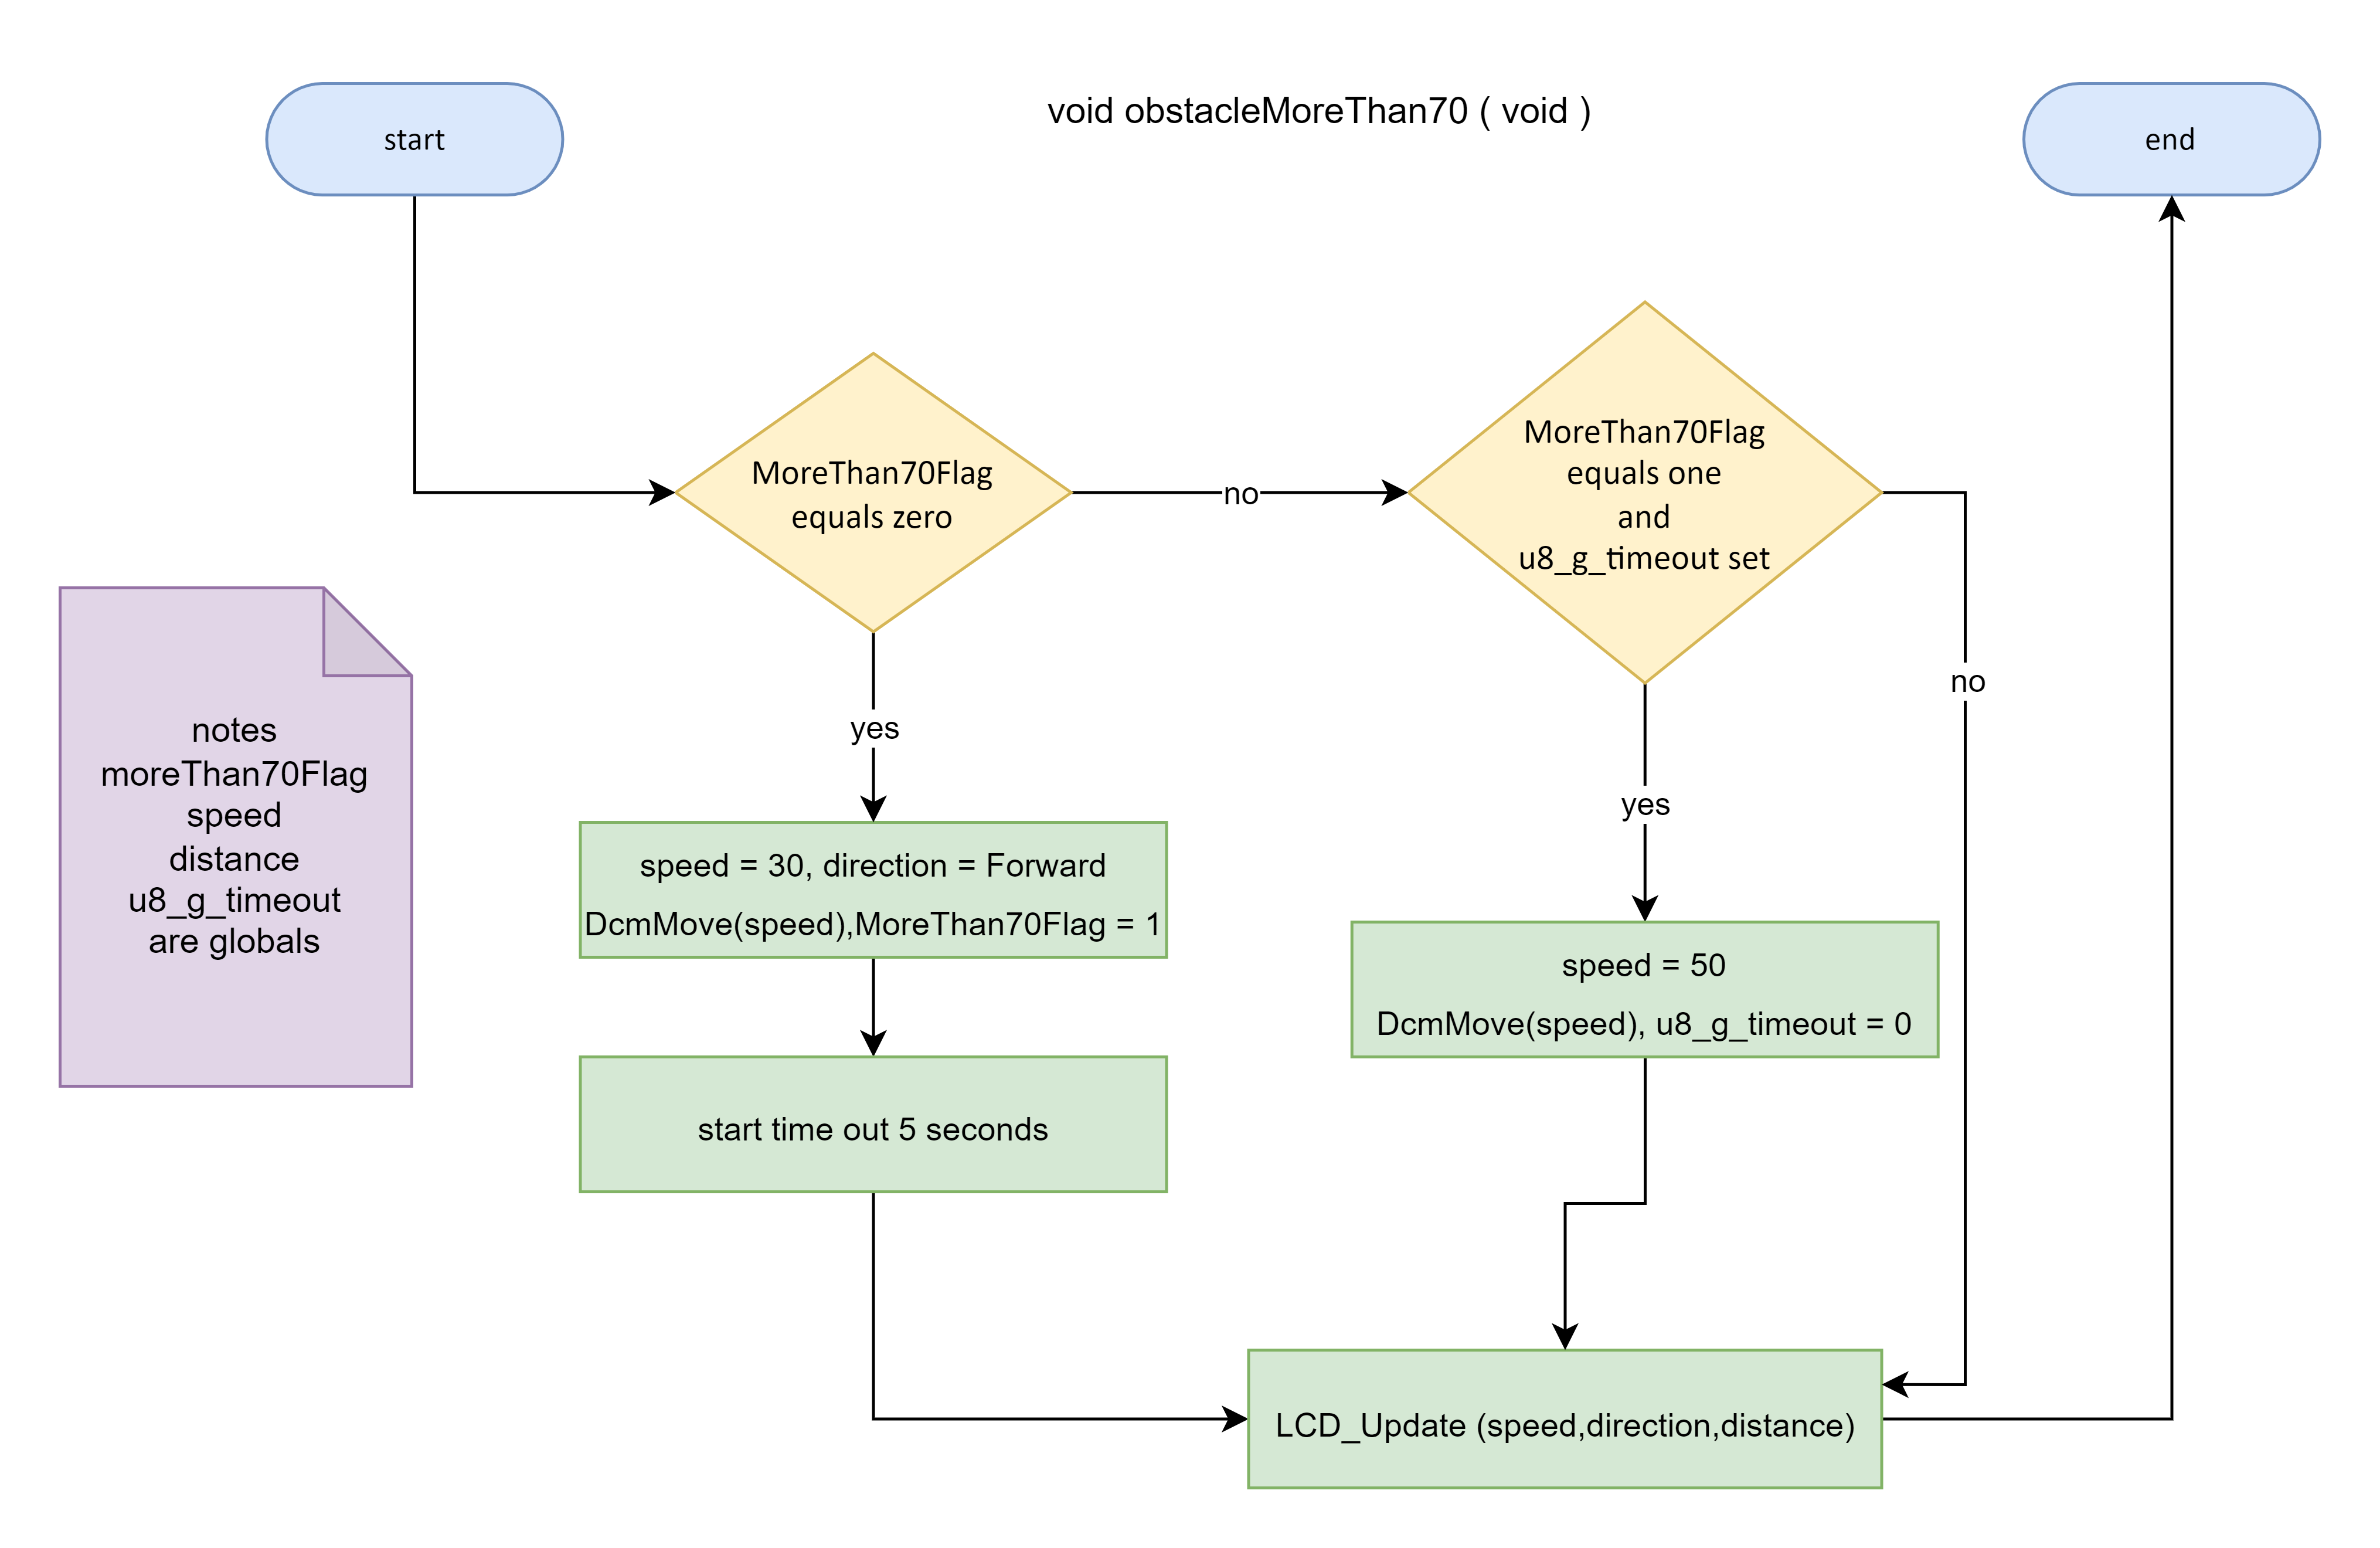 void obstacleMoreThan70 ( void )
start
end
MoreThan70Flag
equals zero
no
MoreThan70Flag
equals one
and
u8_g_timeout set
no
yes
yes
notes
moreThan70Flag
speed
distance
u8_g_timeout
are globals
speed = 30, direction = Forward
DcmMove(speed),MoreThan70Flag = 1
speed = 50
DcmMove(speed), u8_g_timeout = 0
start time out 5 seconds
LCD_Update (speed,direction,distance)